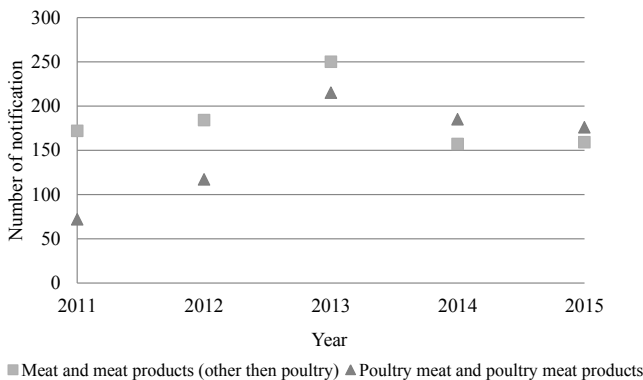 300
250
200
150
100
50
0
Number of notification
2011 2012 2013 2014 2015
Year
Meat and meat products (other then poultry) Poultry meat and poultry meat products